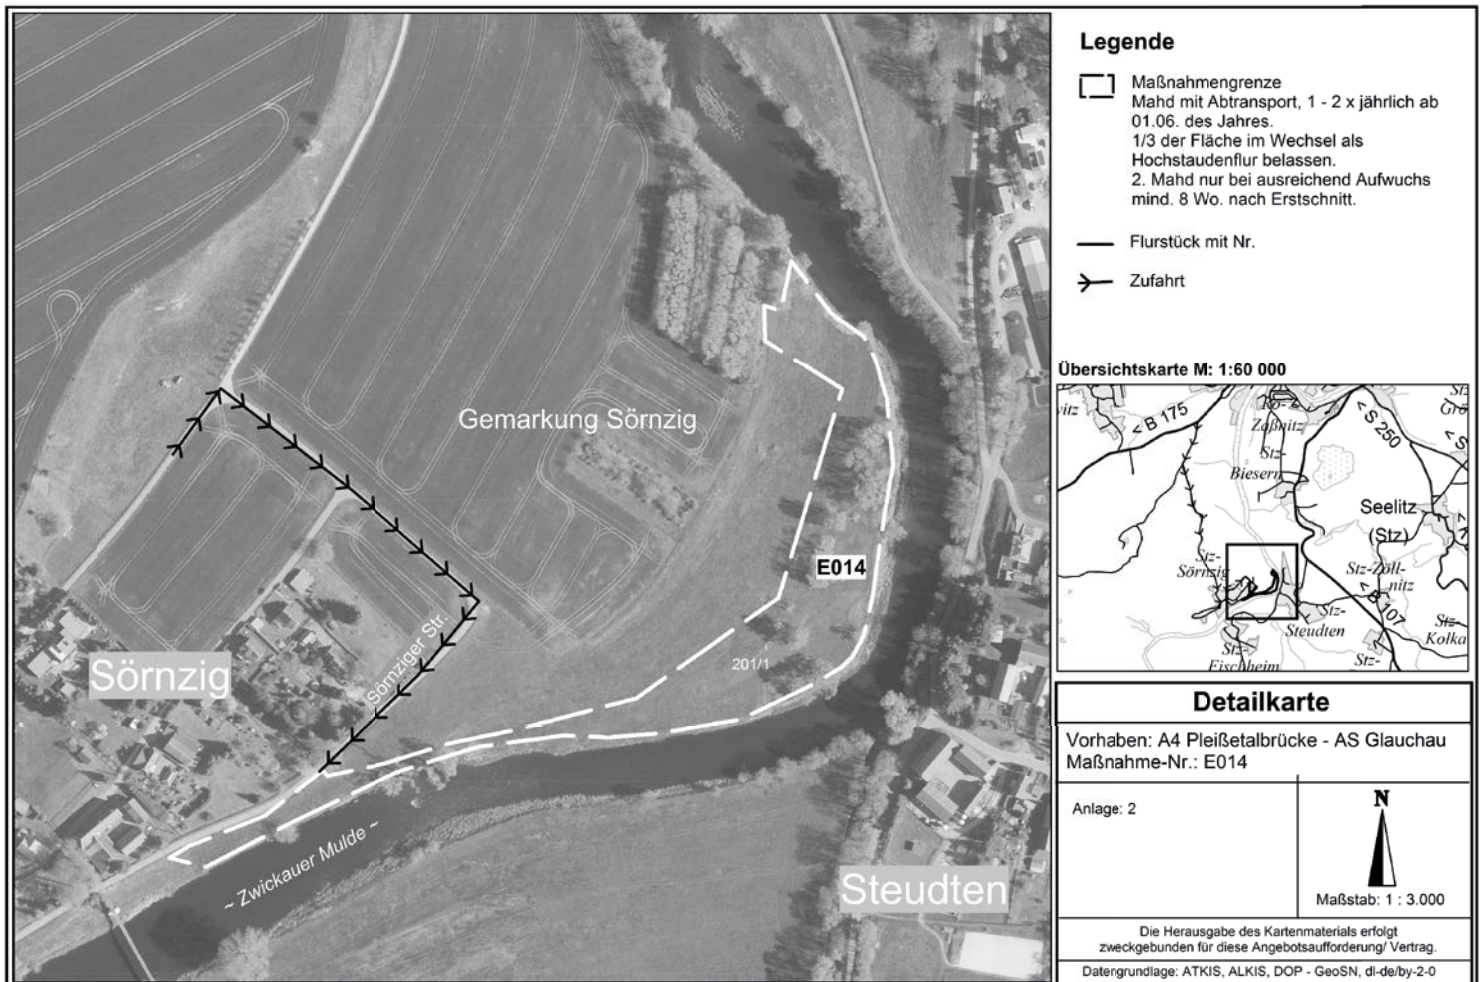 Gemarkung Sörnzig
E014
201/1
Sörnziger Str.
Sörnzig
~ Zwickauer Mulde ~
Steudten
Legende
Maßnahmengrenze
Mahd mit Abtransport, 1 - 2 x jährlich ab
01.06. des Jahres.
1/3 der Fläche im Wechsel als
Hochstaudenflur belassen.
2. Mahd nur bei ausreichend Aufwuchs
mind. 8 Wo. nach Erstschnitt.
Flurstück mit Nr.
Zufahrt
Übersichtskarte M: 1:60 000
< B 175
Zaßnitz
< S 250
Stz-
Biesern
Seelitz
(Stz)
Stz-
Sörnzig
Stz-Zöll-
nitz
< B 107
Stz-
Steudten
Stz-
Kolka
Stz-
Fischheim
Stz-
Detailkarte
Vorhaben: A4 Pleißetalbrücke - AS Glauchau
Maßnahme-Nr.: E014
Anlage: 2
N
Maßstab: 1 : 3.000
Die Herausgabe des Kartenmaterials erfolgt
zweckgebunden für diese Angebotsaufforderung/ Vertrag.
Datengrundlage: ATKIS, ALKIS, DOP - GeoSN, dl-de/by-2-0